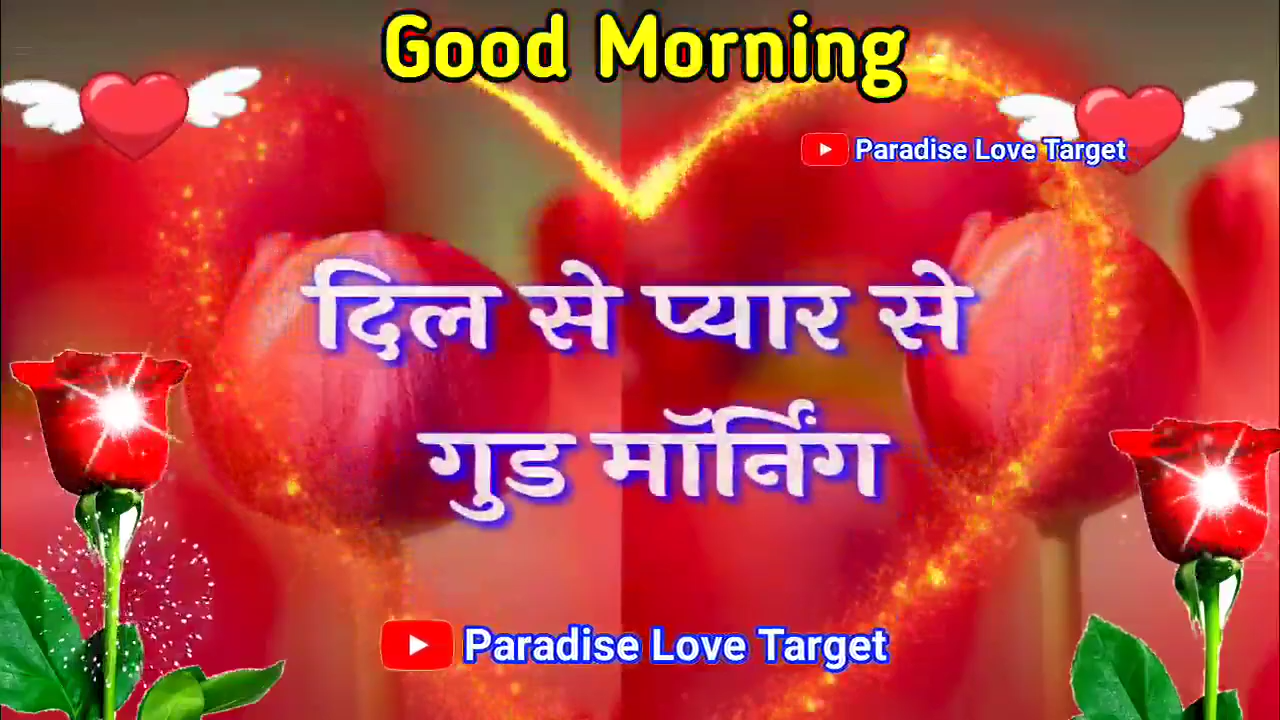 Good Morning
Paradise Love Target
दिल से प्यार से
गुड मॉर्निंग
Paradise Love Target